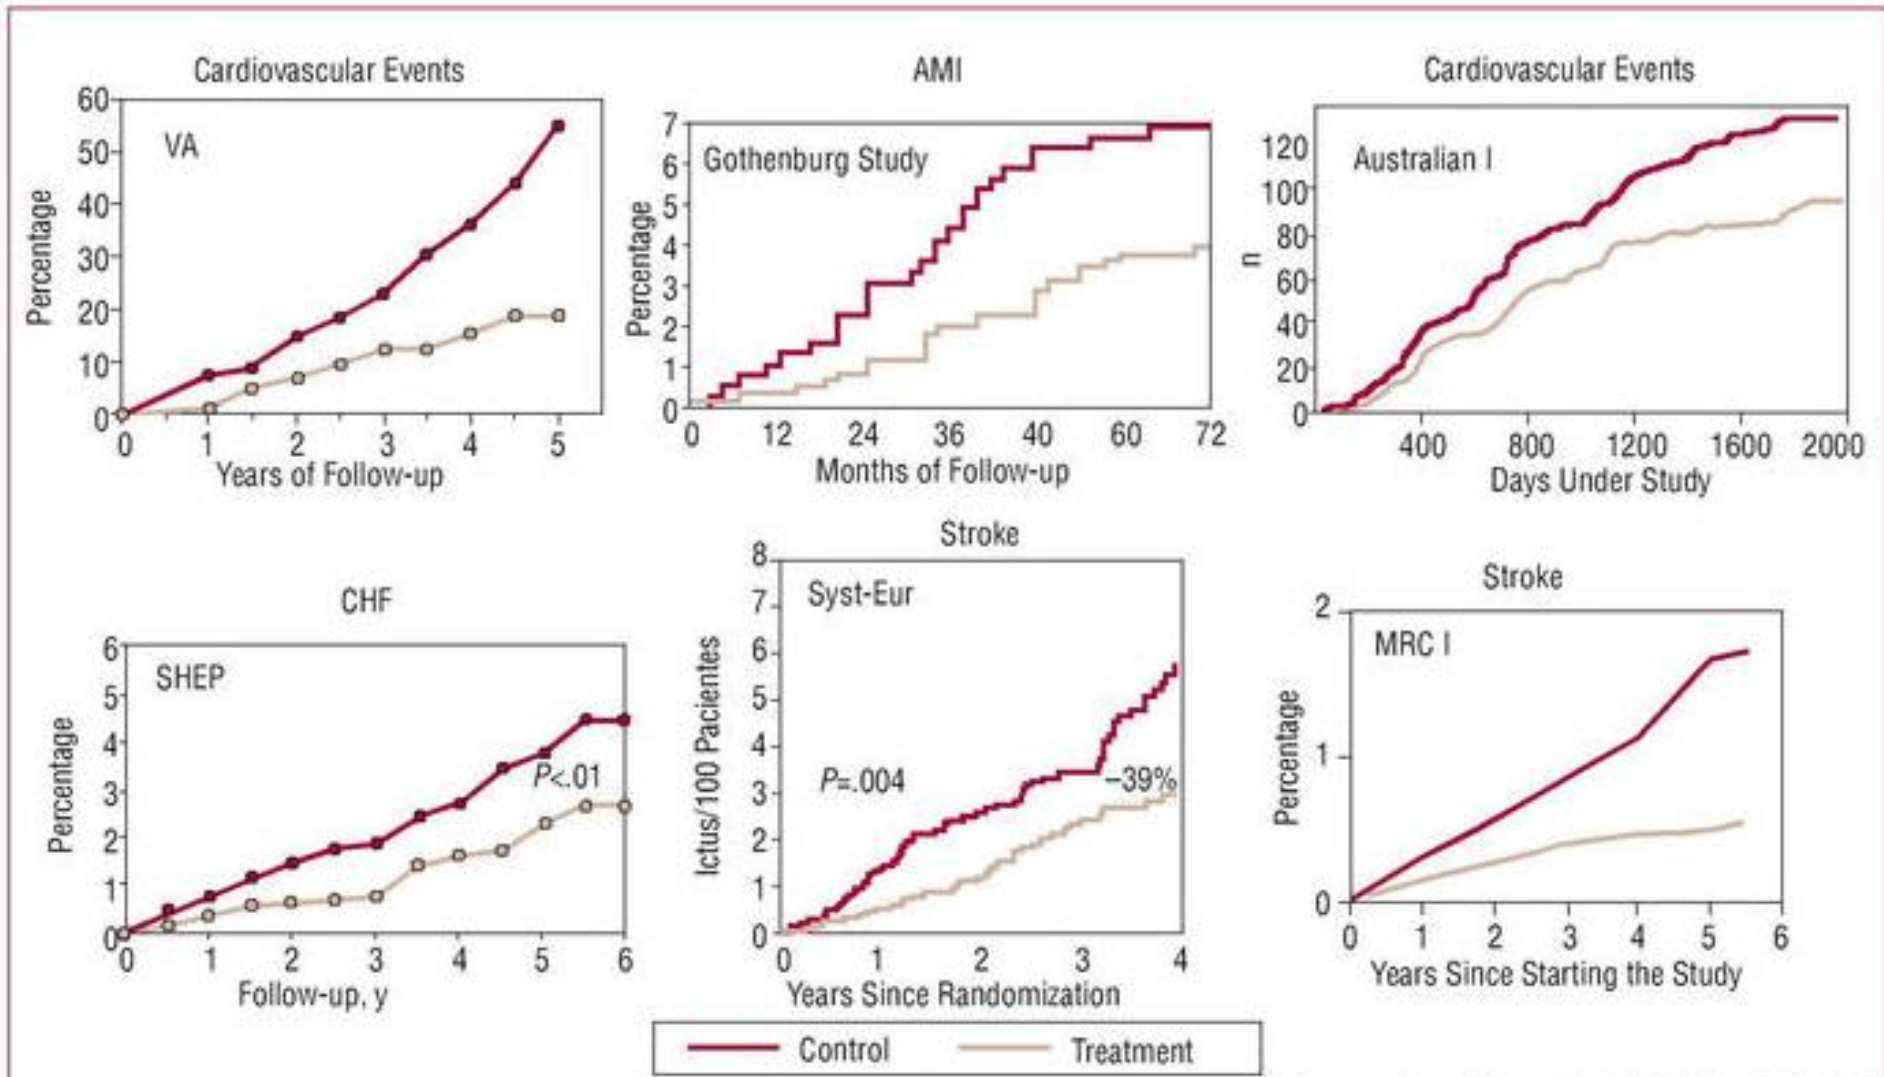 Cardiovascular Events
60
50
40
30
20
10
0
Percentage
VA
0 1 2 3 4 5
Years of Follow-up
AMI
7
6
5
4
3
2
1
0
Percentage
Gothenburg Study
0 12 24 36 40 60 72
Months of Follow-up
Cardiovascular Events
120
100
80
60
40
20
0
n
Australian I
400 800 1200 1600 2000
Days Under Study
CHF
6
5
4
3
2
1
0
Percentage
SHEP
P<.01
0 1 2 3 4 5 6
Follow-up, y
Stroke
8
7
6
5
4
3
2
1
0
Ictus/100 Pacientes
Syst-Eur
P=.004 −39%
0 1 2 3 4
Years Since Randomization
Stroke
2
1
0
Percentage
MRC I
0 1 2 3 4 5 6
Years Since Starting the Study
Control Treatment